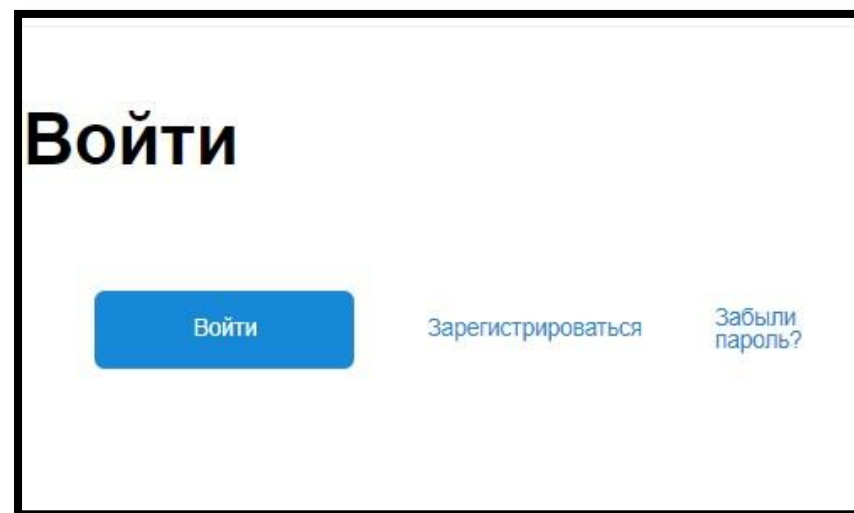 Войти
Войти
Зарегистрироваться
Забыли
пароль?